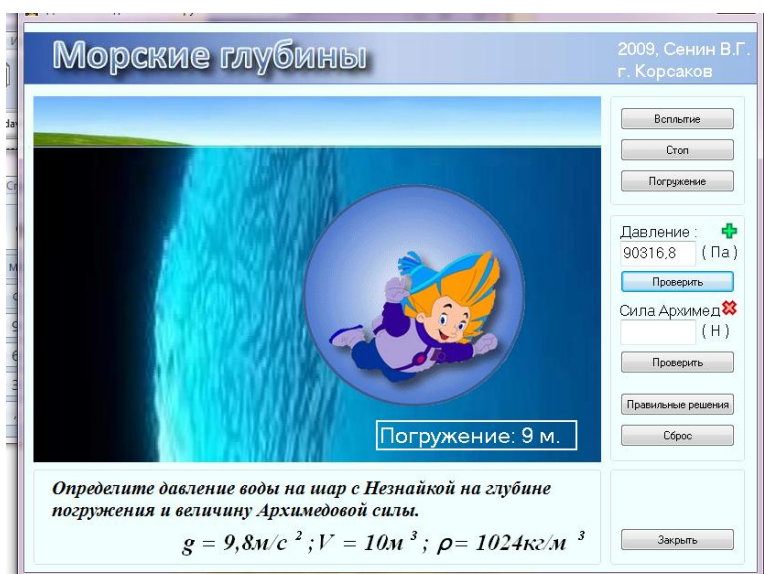 Морские глубины
2009, Сенин В.Г.
г. Корсаков
Всплытие
Стоп
Погружение
Давление :
90316,8 ( Па )
Проверить
Сила Архимед
( Н )
Проверить
Правильные решения
Сброс
Погружение: 9 м.
Определите давление воды на шар с Незнайкой на глубине
погружения и величину Архимедовой силы.
g = 9,8м/с ² ; V = 10м ³ ; ρ = 1024кг/м ³
Закрыть